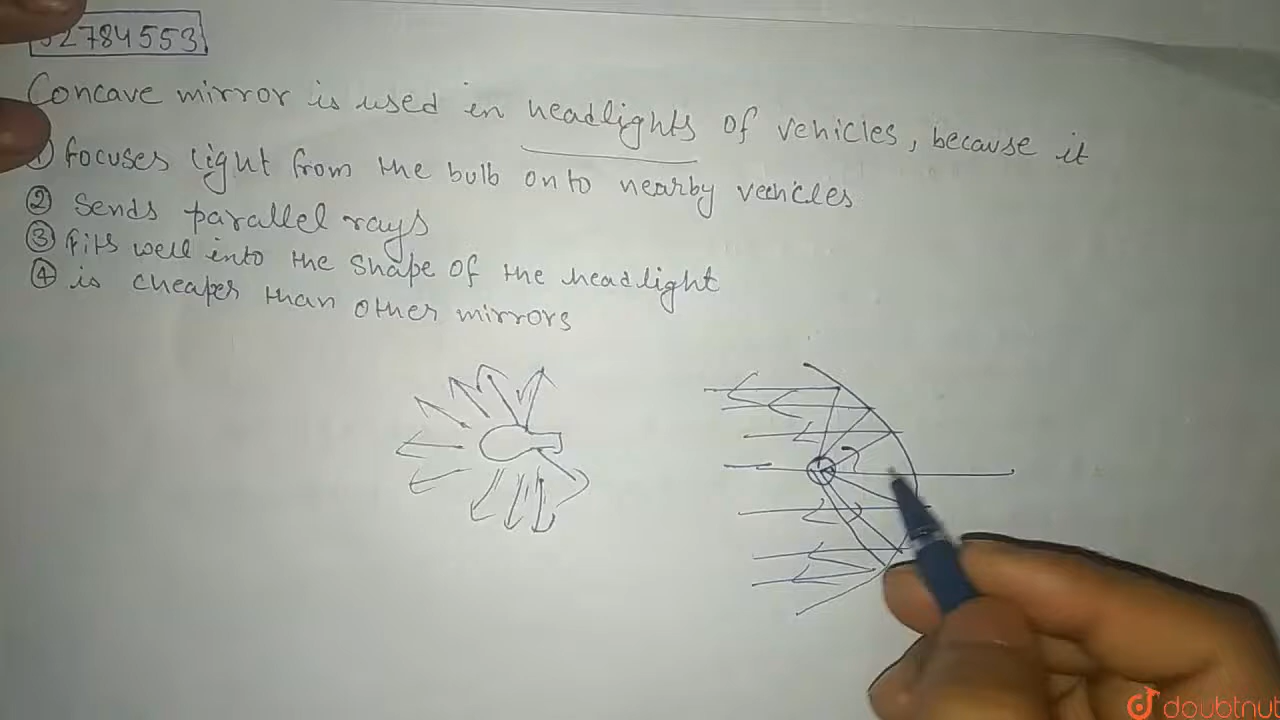 52784553
Concave mirror is used in headlights of vehicles, because it
① focuses light from the bulb onto nearby vehicles
② sends parallel rays
③ Fits well into the shape of the headlight
④ is cheaper than other mirrors
doubtnut